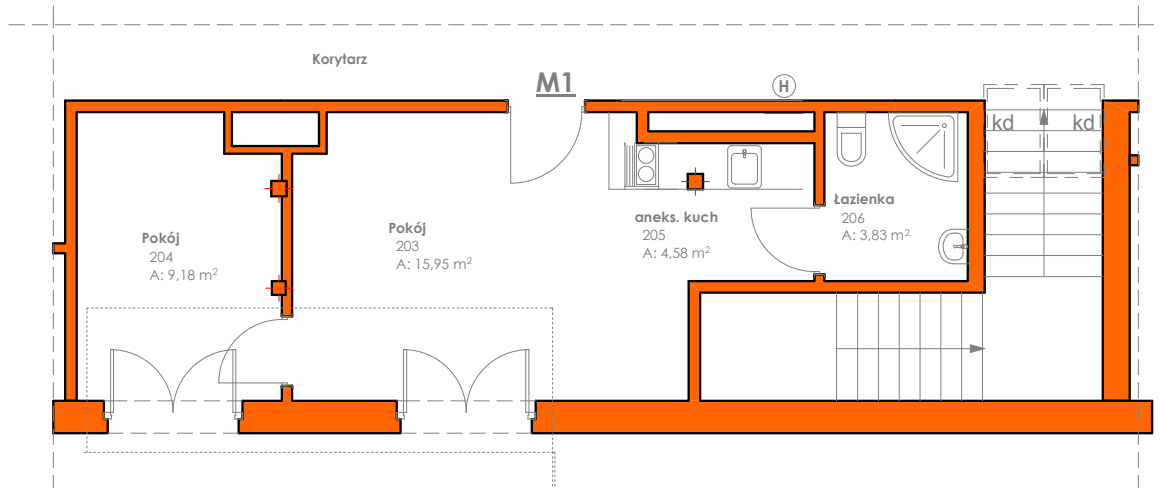 Korytarz
M1
H
kd
kd
Pokój
204
A: 9,18 m²
Pokój
203
A: 15,95 m²
aneks. kuch
205
A: 4,58 m²
Łazienka
206
A: 3,83 m²